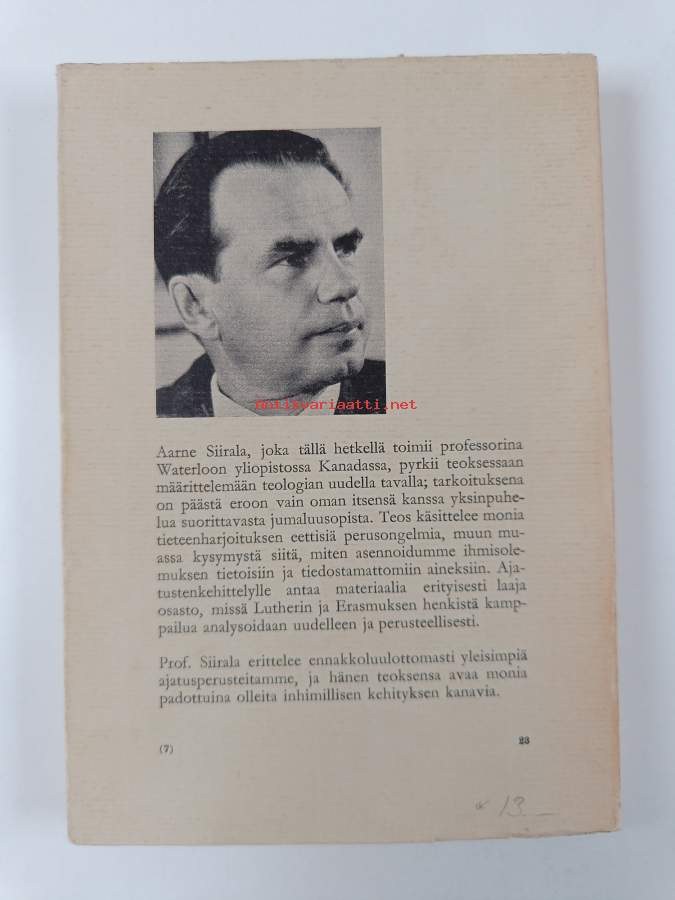 antikvariaatti.net
Aarne Siirala, joka tällä hetkellä toimii professorina
Waterloon yliopistossa Kanadassa, pyrkii teoksessaan
määrittelemään teologian uudella tavalla; tarkoituksena
on päästä eroon vain oman itsensä kanssa yksinpuhe-
lua suorittavasta jumaluusopista. Teos käsittelee monia
tieteenharjoituksen eettisiä perusongelmia, muun mu-
assa kysymystä siitä, miten asennoidumme ihmisole-
muksen tietoisiin ja tiedostamattomiin aineksiin. Aja-
tustenkehittelylle antaa materiaalia erityisesti laaja
osasto, missä Lutherin ja Erasmuksen henkistä kamp-
pailua analysoidaan uudelleen ja perusteellisesti.
Prof. Siirala erittelee ennakkoluulottomasti yleisimpiä
ajatusperusteitamme, ja hänen teoksensa avaa monia
padottuina olleita inhimillisen kehityksen kanavia.
(7) 23
13